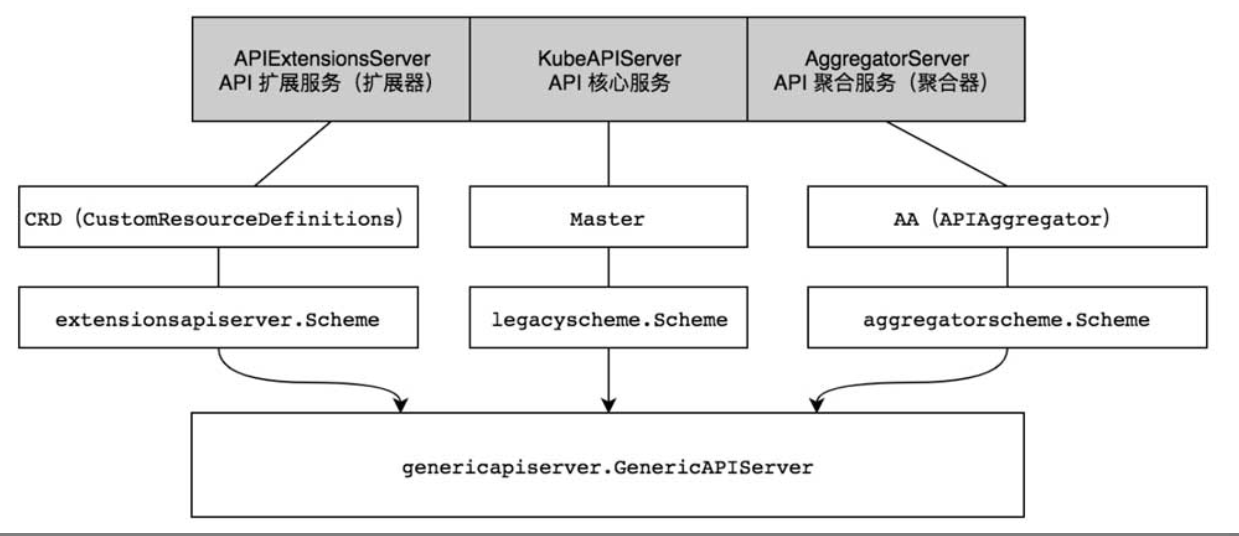 APIExtensionsServer
API 扩展服务（扩展器）
KubeAPIServer
API 核心服务
AggregatorServer
API 聚合服务（聚合器）
CRD（CustomResourceDefinitions）
Master
AA（APIAggregator）
extensionsapiserver.Scheme
legacyscheme.Scheme
aggregatorscheme.Scheme
genericapiserver.GenericAPIServer